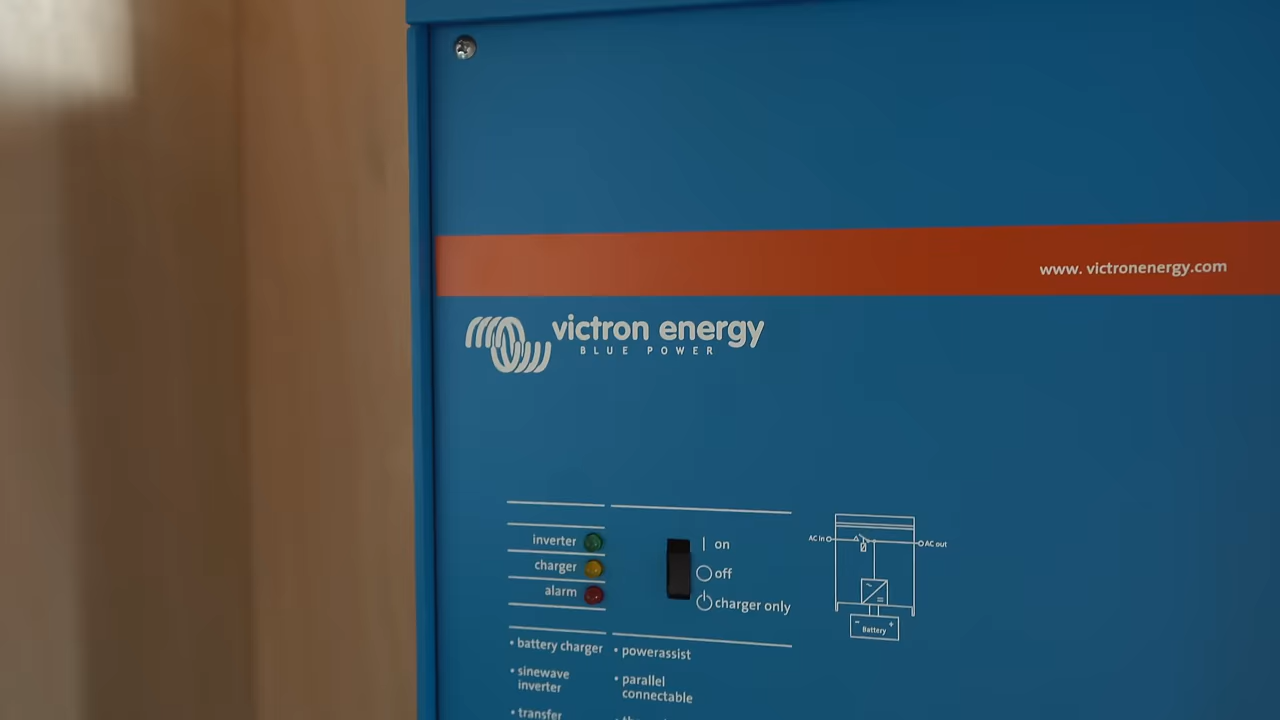 www. victronenergy.com
victron energy
BLUE POWER
inverter
charger
alarm
on
off
charger only
AC in
AC out
Battery
• battery charger
• sinewave
inverter
• transfer
• powerassist
• parallel
connectable